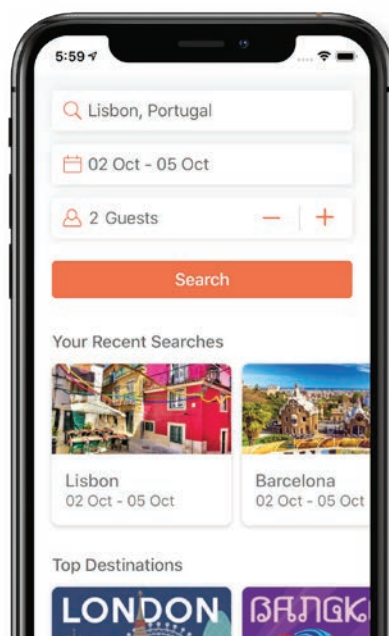 5:59
Lisbon, Portugal
02 Oct - 05 Oct
2 Guests
Search
Your Recent Searches
Lisbon
02 Oct - 05 Oct
Barcelona
02 Oct - 05 Oct
Top Destinations
LONDON
BANGK